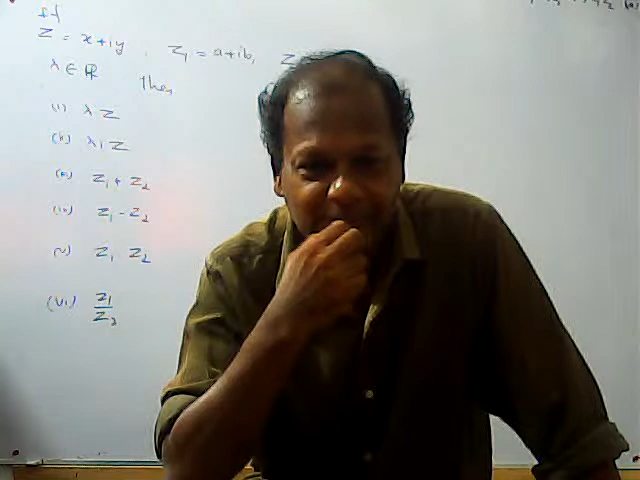 If
z = x+iy , z₁ = a+ib, z
λ ∈ ℝ then
(i) λ z
(ii) λ i z
(iii) z₁ + z₂
(iv) z₁ - z₂
(v) z₁ z₂
(vi) z₁/z₂